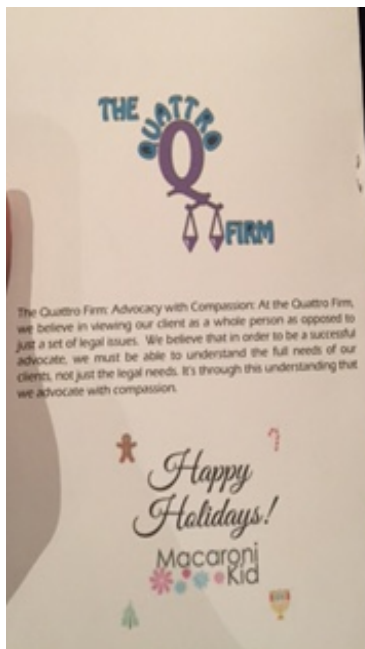 THE QUATTRO
Q
FIRM
The Quattro Firm: Advocacy with Compassion: At the Quattro Firm,
we believe in viewing our client as a whole person as opposed to
just a set of legal issues. We believe that in order to be a successful
advocate, we must be able to understand the full needs of our
clients, not just the legal needs. It's through this understanding that
we advocate with compassion.
Happy
Holidays!
Macaroni
Kid